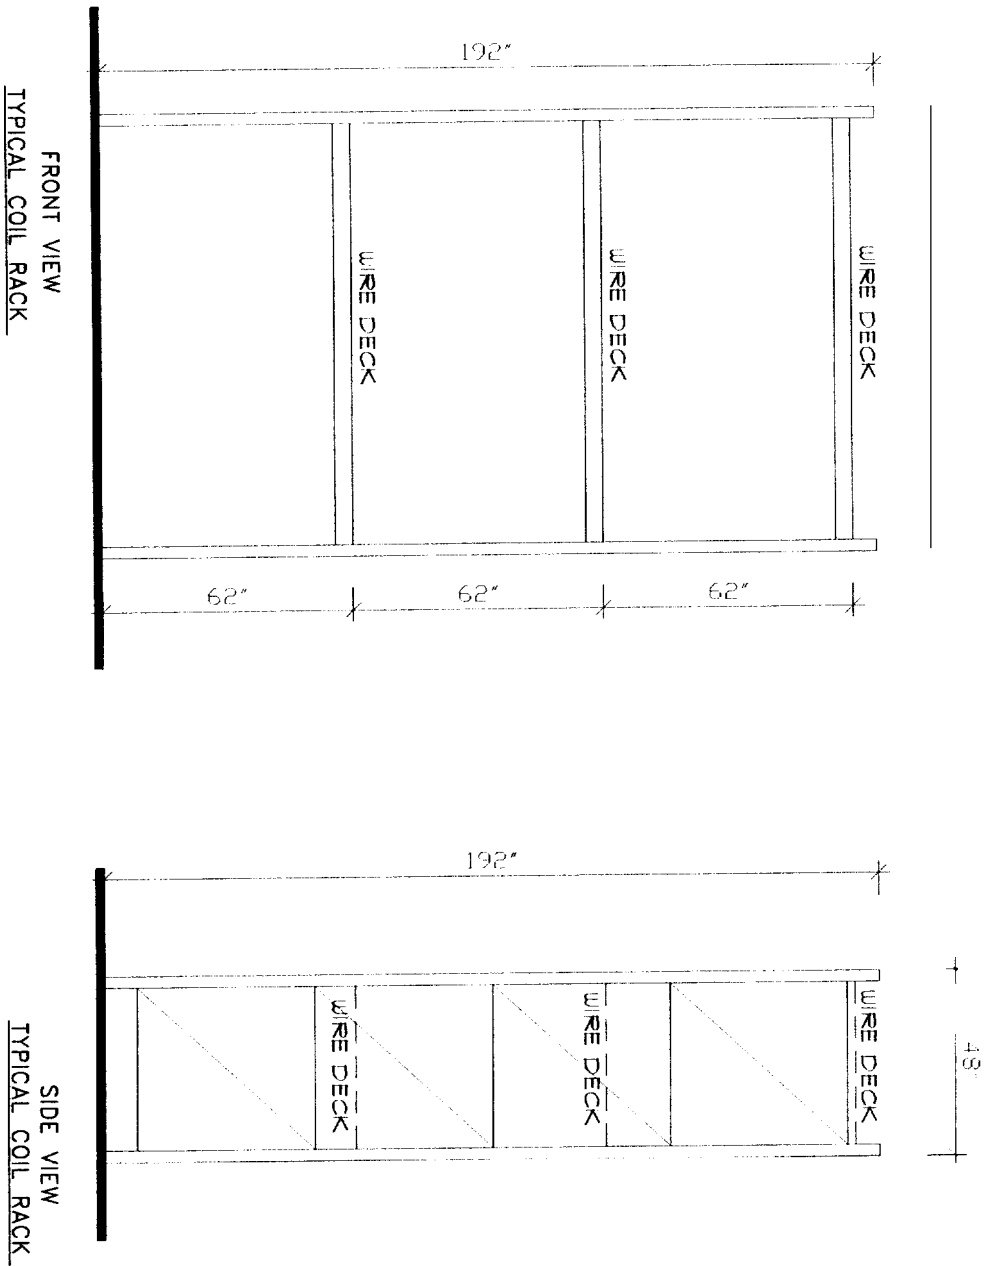 192"
WIRE DECK
WIRE DECK
WIRE DECK
62"
62"
62"
FRONT VIEW
TYPICAL COIL RACK
48"
192"
WIRE DECK
WIRE DECK
WIRE DECK
SIDE VIEW
TYPICAL COIL RACK